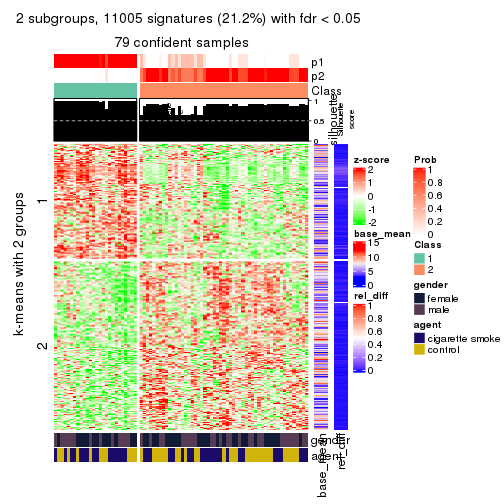 2 subgroups, 11005 signatures (21.2%) with fdr < 0.05
79 confident samples
p1
p2
Class
silhouette
Silhouette
score
1
0.5
0
k-means with 2 groups
1
2
gender
agent
base_mean
rel_diff
z-score
2
1
0
-1
-2
base_mean
15
10
5
0
rel_diff
1
0.8
0.6
0.4
0.2
0
Prob
1
0.8
0.6
0.4
0.2
0
Class
1
2
gender
female
male
agent
cigarette smoke
control